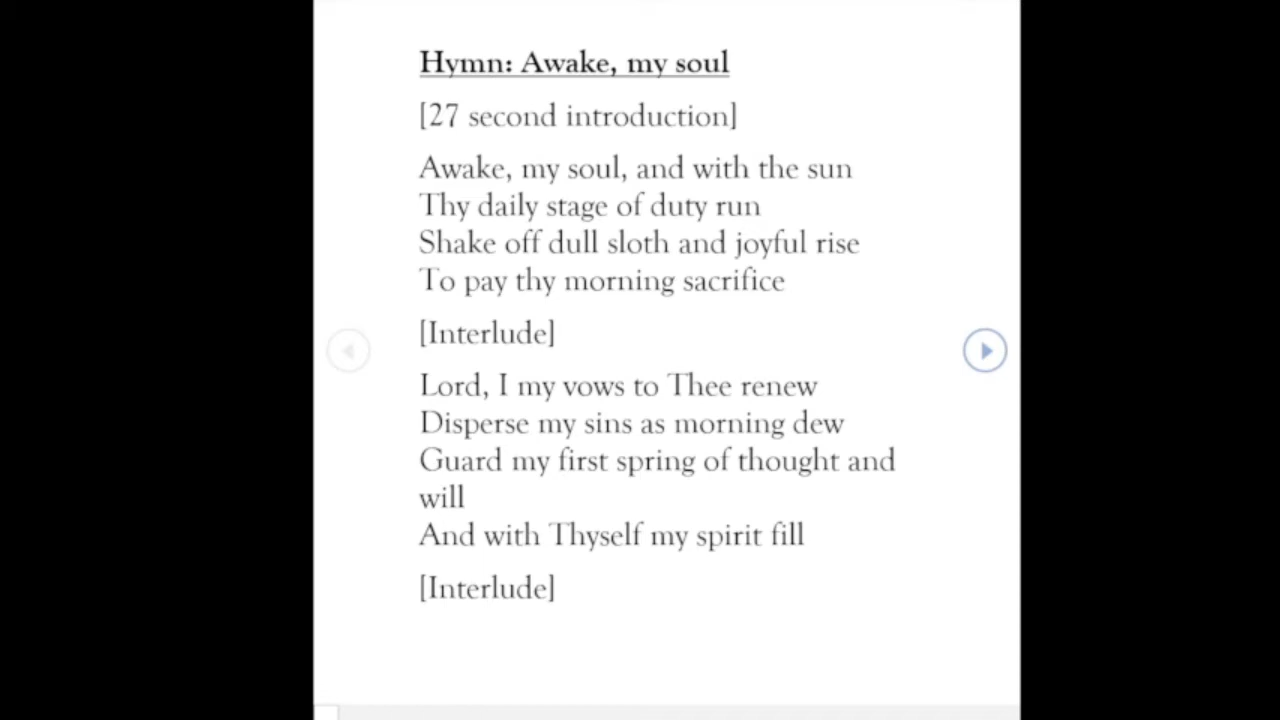 Hymn: Awake, my soul
[27 second introduction]
Awake, my soul, and with the sun
Thy daily stage of duty run
Shake off dull sloth and joyful rise
To pay thy morning sacrifice
[Interlude]
Lord, I my vows to Thee renew
Disperse my sins as morning dew
Guard my first spring of thought and
will
And with Thyself my spirit fill
[Interlude]